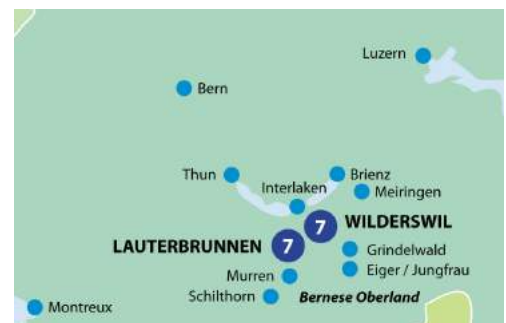 Luzern
Bern
Thun
Brienz
Interlaken
Meiringen
7
WILDERSWIL
LAUTERBRUNNEN
7
Grindelwald
Eiger / Jungfrau
Murren
Schilthorn
Bernese Oberland
Montreux